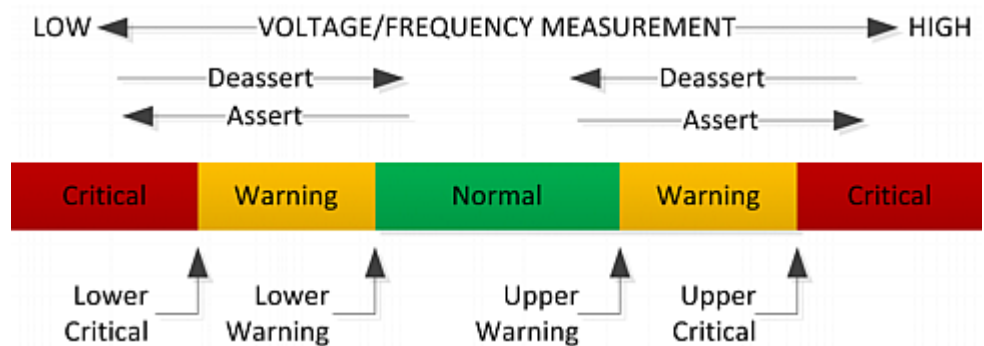 LOW VOLTAGE/FREQUENCY MEASUREMENT HIGH
Deassert Deassert
Assert Assert
Critical Warning Normal Warning Critical
Lower Lower Upper Upper
Critical Warning Warning Critical